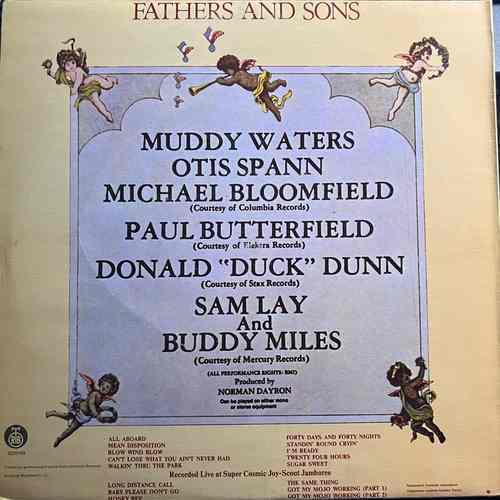 FATHERS AND SONS
MUDDY WATERS
OTIS SPANN
MICHAEL BLOOMFIELD
(Courtesy of Columbia Records)
PAUL BUTTERFIELD
(Courtesy of Elektra Records)
DONALD "DUCK" DUNN
(Courtesy of Stax Records)
SAM LAY
And
BUDDY MILES
(Courtesy of Mercury Records)
(ALL PERFORMANCE RIGHTS: BMI)
Produced by
NORMAN DAYRON
Can be played on either mono
or stereo equipment
RTB
ALL ABOARD
MEAN DISPOSITION
BLOW WIND BLOW
CAN'T LOSE WHAT YOU AIN'T NEVER HAD
WALKIN' THRU THE PARK
FORTY DAYS AND FORTY NIGHTS
STANDIN' ROUND CRYIN'
I'M READY
TWENTY FOUR HOURS
SUGAR SWEET
Recorded Live at Super Cosmic Joy-Scout Jamboree
LONG DISTANCE CALL
BABY PLEASE DON'T GO
HONEY BEE
THE SAME THING
GOT MY MOJO WORKING (PART 1)
GOT MY MOJO WORKING (PART 2)